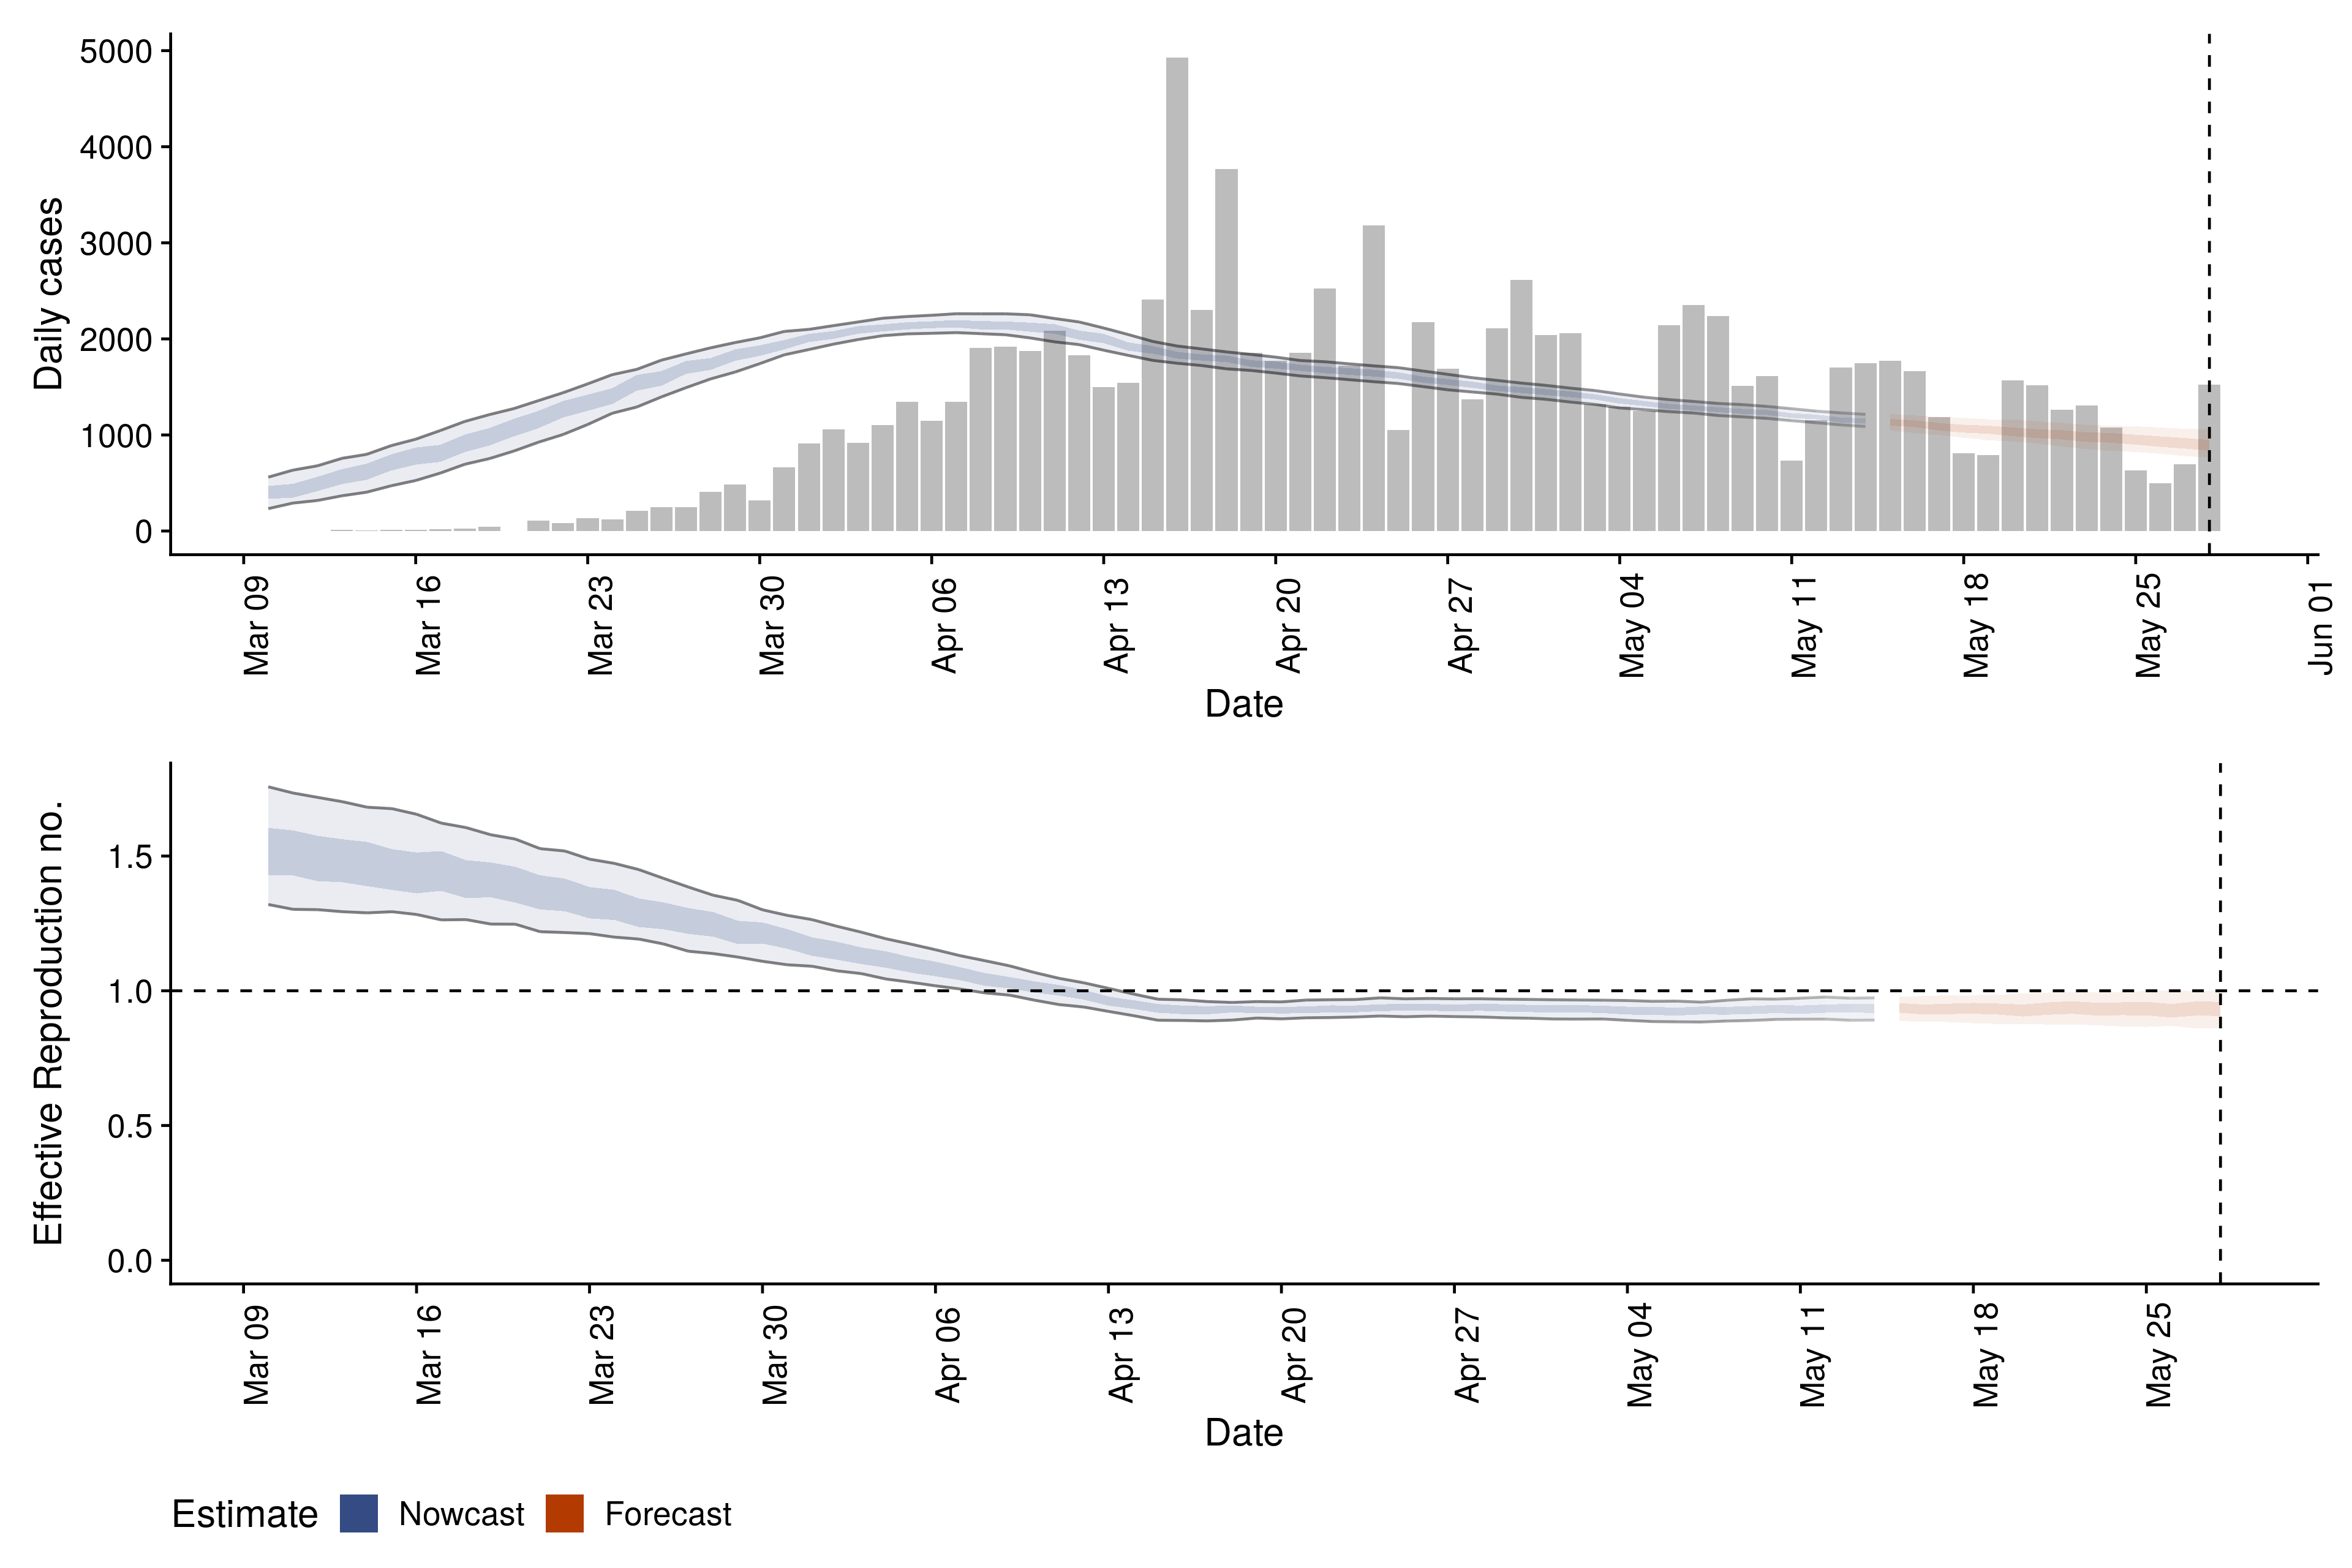 Daily cases
5000
4000
3000
2000
1000
0
Mar 09
Mar 16
Mar 23
Mar 30
Apr 06
Apr 13
Apr 20
Apr 27
May 04
May 11
May 18
May 25
Jun 01
Date
Effective Reproduction no.
1.5
1.0
0.5
0.0
Mar 09
Mar 16
Mar 23
Mar 30
Apr 06
Apr 13
Apr 20
Apr 27
May 04
May 11
May 18
May 25
Date
Estimate Nowcast Forecast